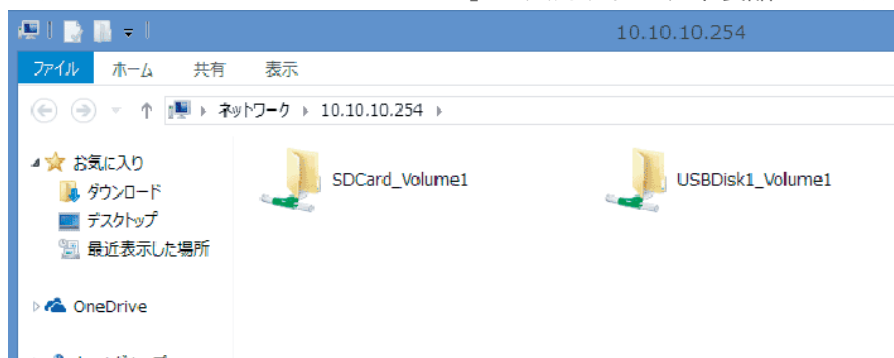 10.10.10.254
ファイル ホーム 共有 表示
ネットワーク 10.10.10.254
お気に入り
ダウンロード
デスクトップ
最近表示した場所
OneDrive
SDCard_Volume1
USBDisk1_Volume1